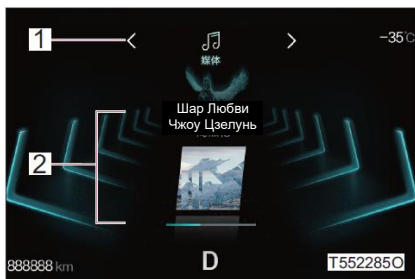 1
-35°C
媒体
Шар Любви
Чжоу Цзелунь
2
888888 km
D
T552285O